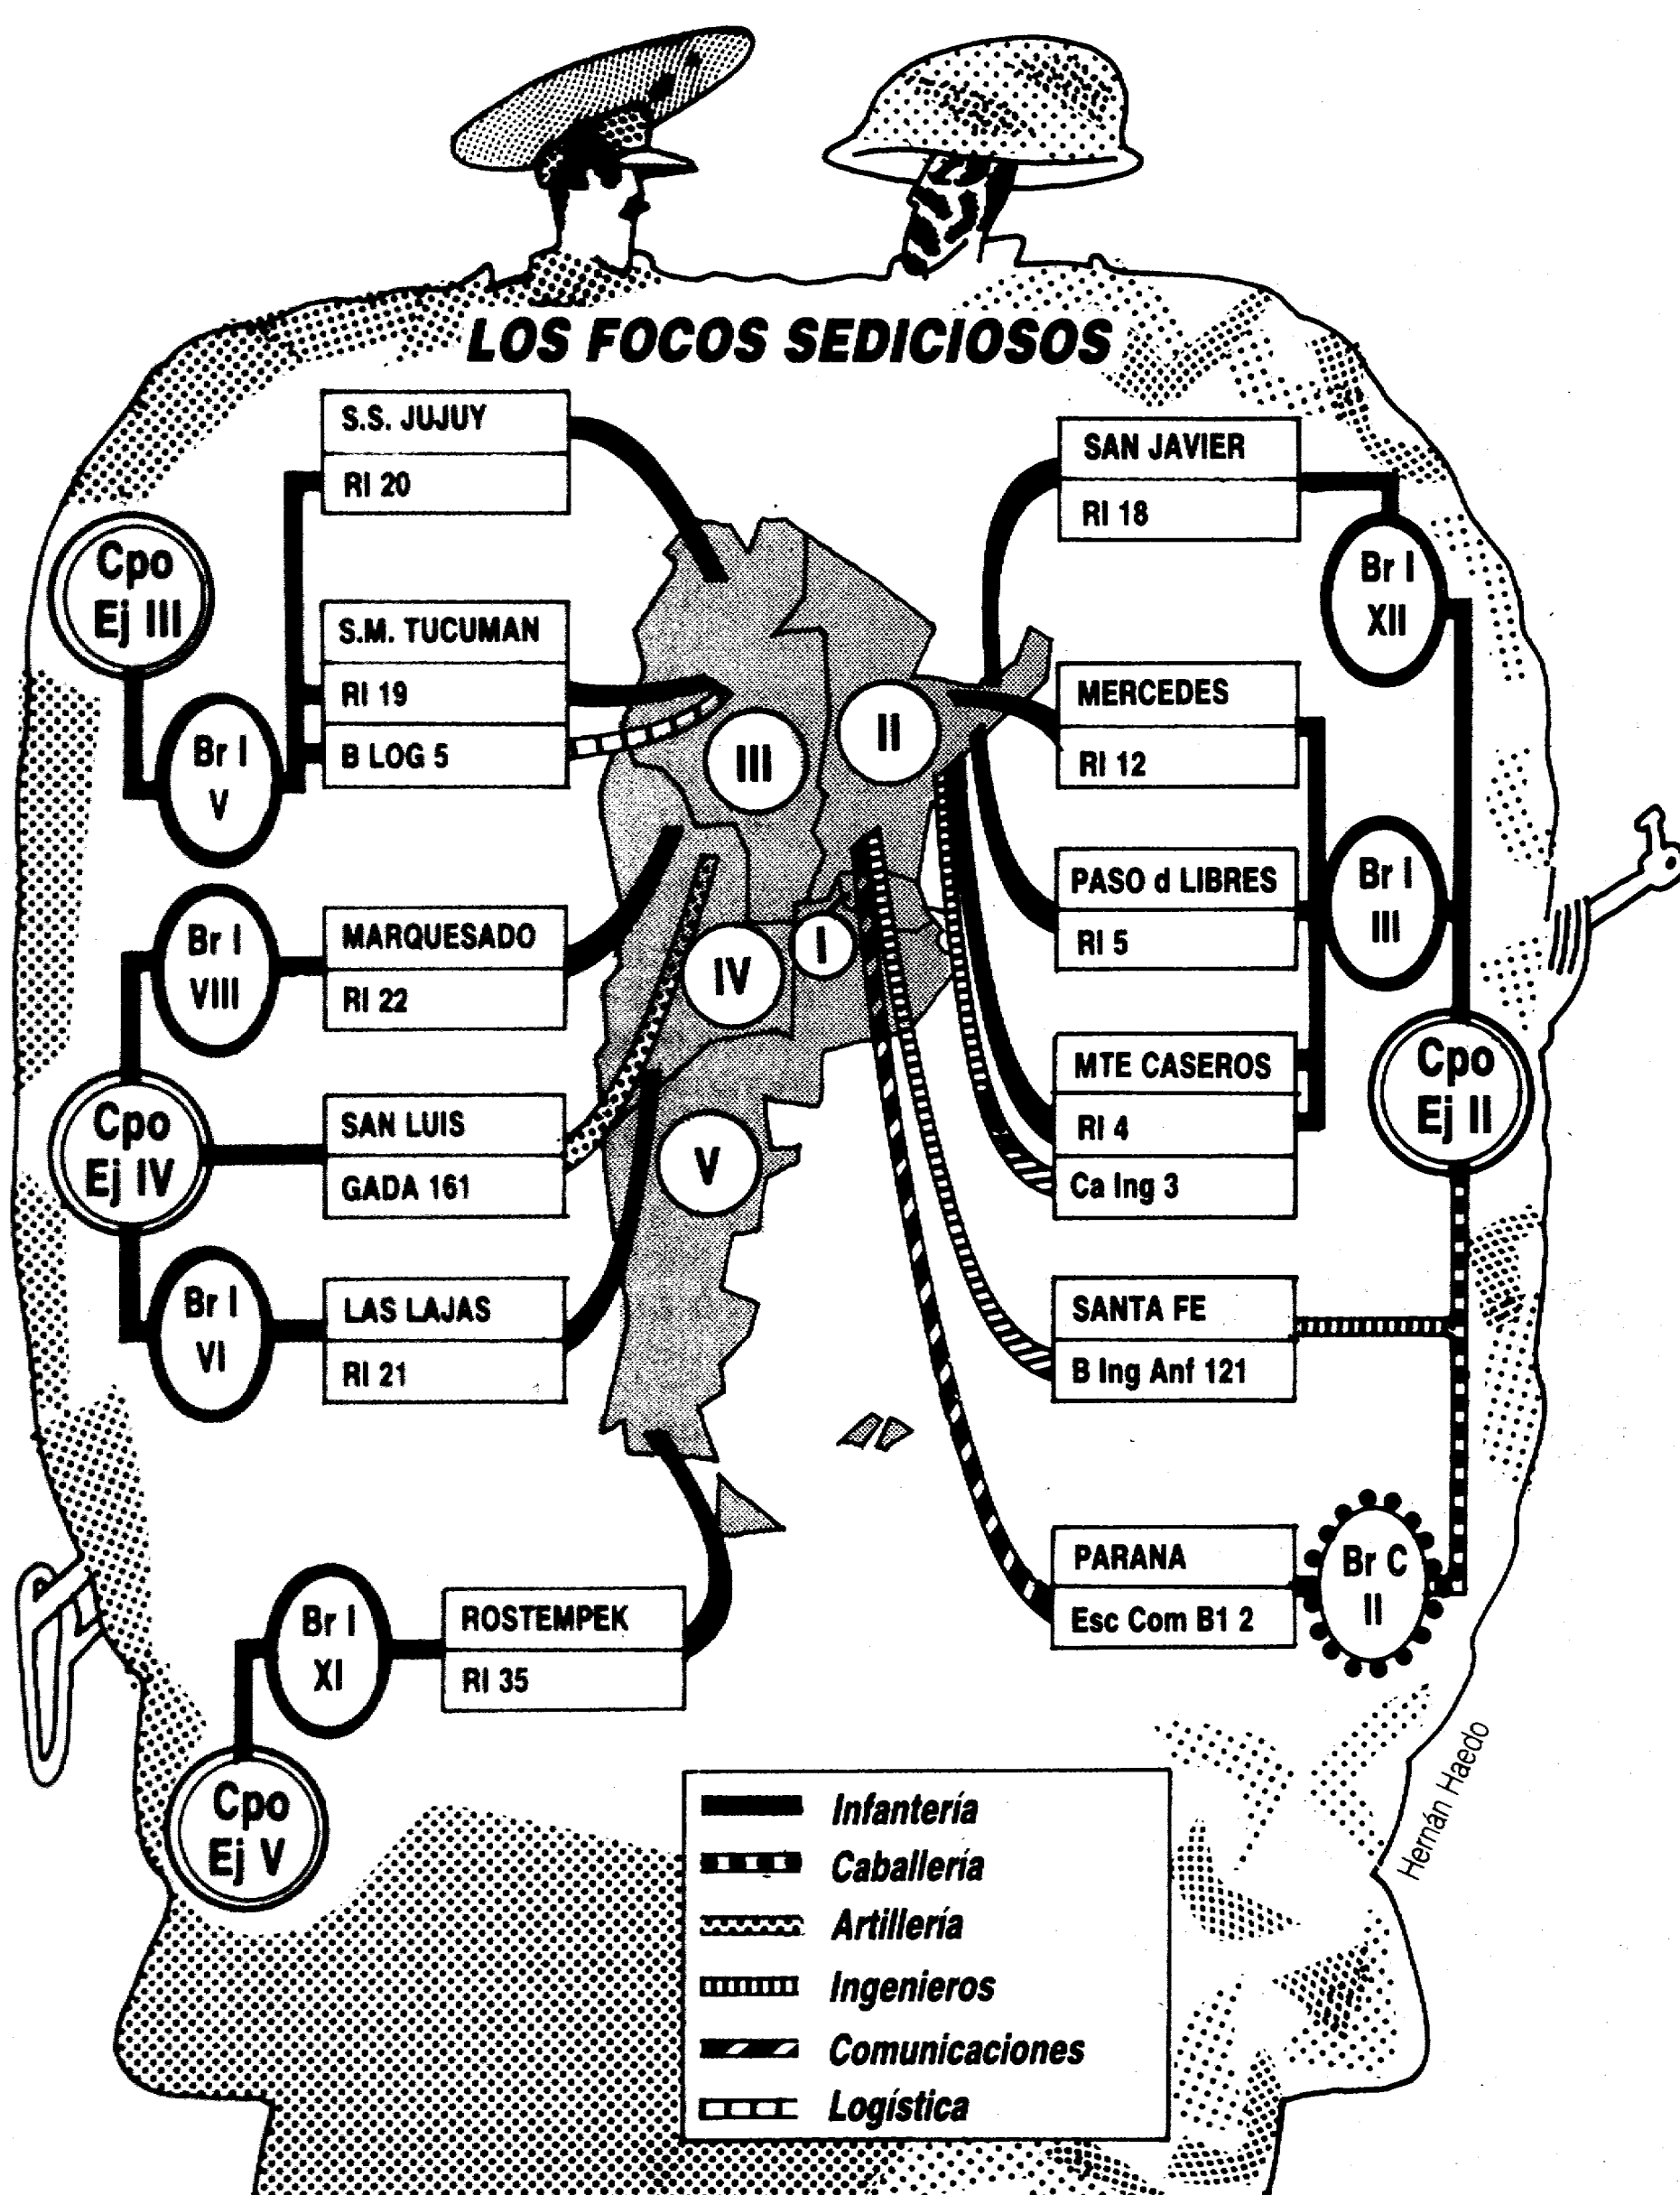 LOS FOCOS SEDICIOSOS
S.S. JUJUY
RI 20
Cpo
Ej III
S.M. TUCUMAN
RI 19
B LOG 5
Br I
V
MARQUESADO
RI 22
Br I
VIII
Cpo
Ej IV
SAN LUIS
GADA 161
Br I
VI
LAS LAJAS
RI 21
Br I
XI
ROSTEMPEK
RI 35
Cpo
Ej V
III
II
I
IV
V
SAN JAVIER
RI 18
Br I
XII
MERCEDES
RI 12
PASO d LIBRES
RI 5
Br I
III
MTE CASEROS
RI 4
Ca Ing 3
Cpo
Ej II
SANTA FE
B Ing Anf 121
PARANA
Esc Com B1 2
Br C
II
Infantería
Caballería
Artillería
Ingenieros
Comunicaciones
Logística
Hernán Haedo